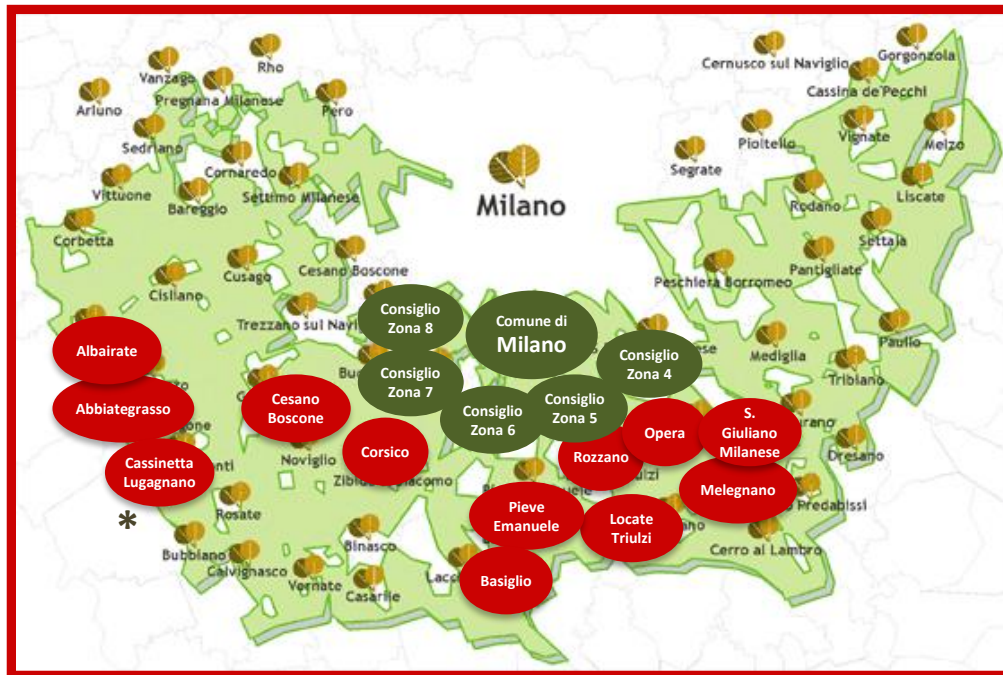 Gorgonzola
Cernusco sul Naviglio
Rho
Vanzago
Cassina de'Pecchi
Arluno
Pregnana Milanese
Pero
Pioltello
Vignate
Melzo
Sedriano
Segrate
Cornaredo
Vittuone
Settimo Milanese
Bareggio
Liscate
Rodano
Milano
Corbetta
Settala
Cusago
Cesano Boscone
Pantigliate
Peschiera Borromeo
Cisliano
Trezzano sul
Consiglio
Zona 8
Comune di
Milano
Paullo
Mediglia
Albairate
Consiglio
Zona 4
Tribiano
Consiglio
Zona 7
Abbiategrasso
Cesano
Boscone
Consiglio
Zona 6
Consiglio
Zona 5
Opera
S.
Giuliano
Milanese
Dresano
Noviglio
Corsico
Rozzano
Cassinetta
Lugagnano
Melegnano
Predabissi
*
Rosate
Pieve
Emanuele
Locate
Triulzi
Bubbiano
Binasco
Cerro al Lambro
Calvignasco
Vernate
Casarile
Basiglio